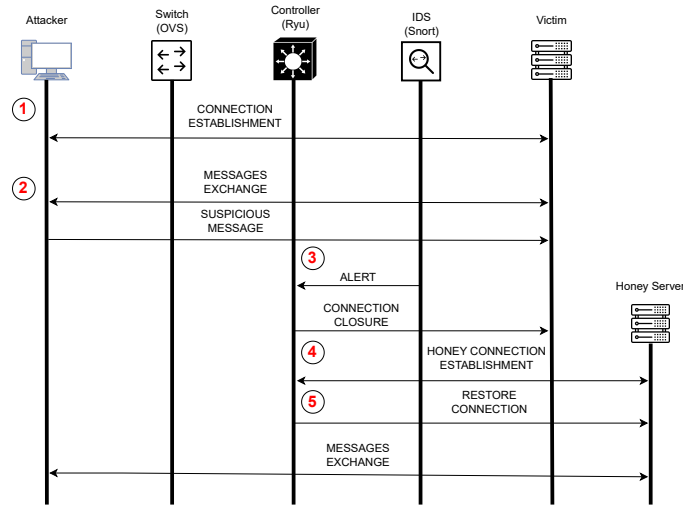 Attacker
Switch
(OVS)
Controller
(Ryu)
IDS
(Snort)
Victim
1
CONNECTION
ESTABLISHMENT
2
MESSAGES
EXCHANGE
SUSPICIOUS
MESSAGE
3
ALERT
Honey Server
CONNECTION
CLOSURE
4
HONEY CONNECTION
ESTABLISHMENT
5
RESTORE
CONNECTION
MESSAGES
EXCHANGE